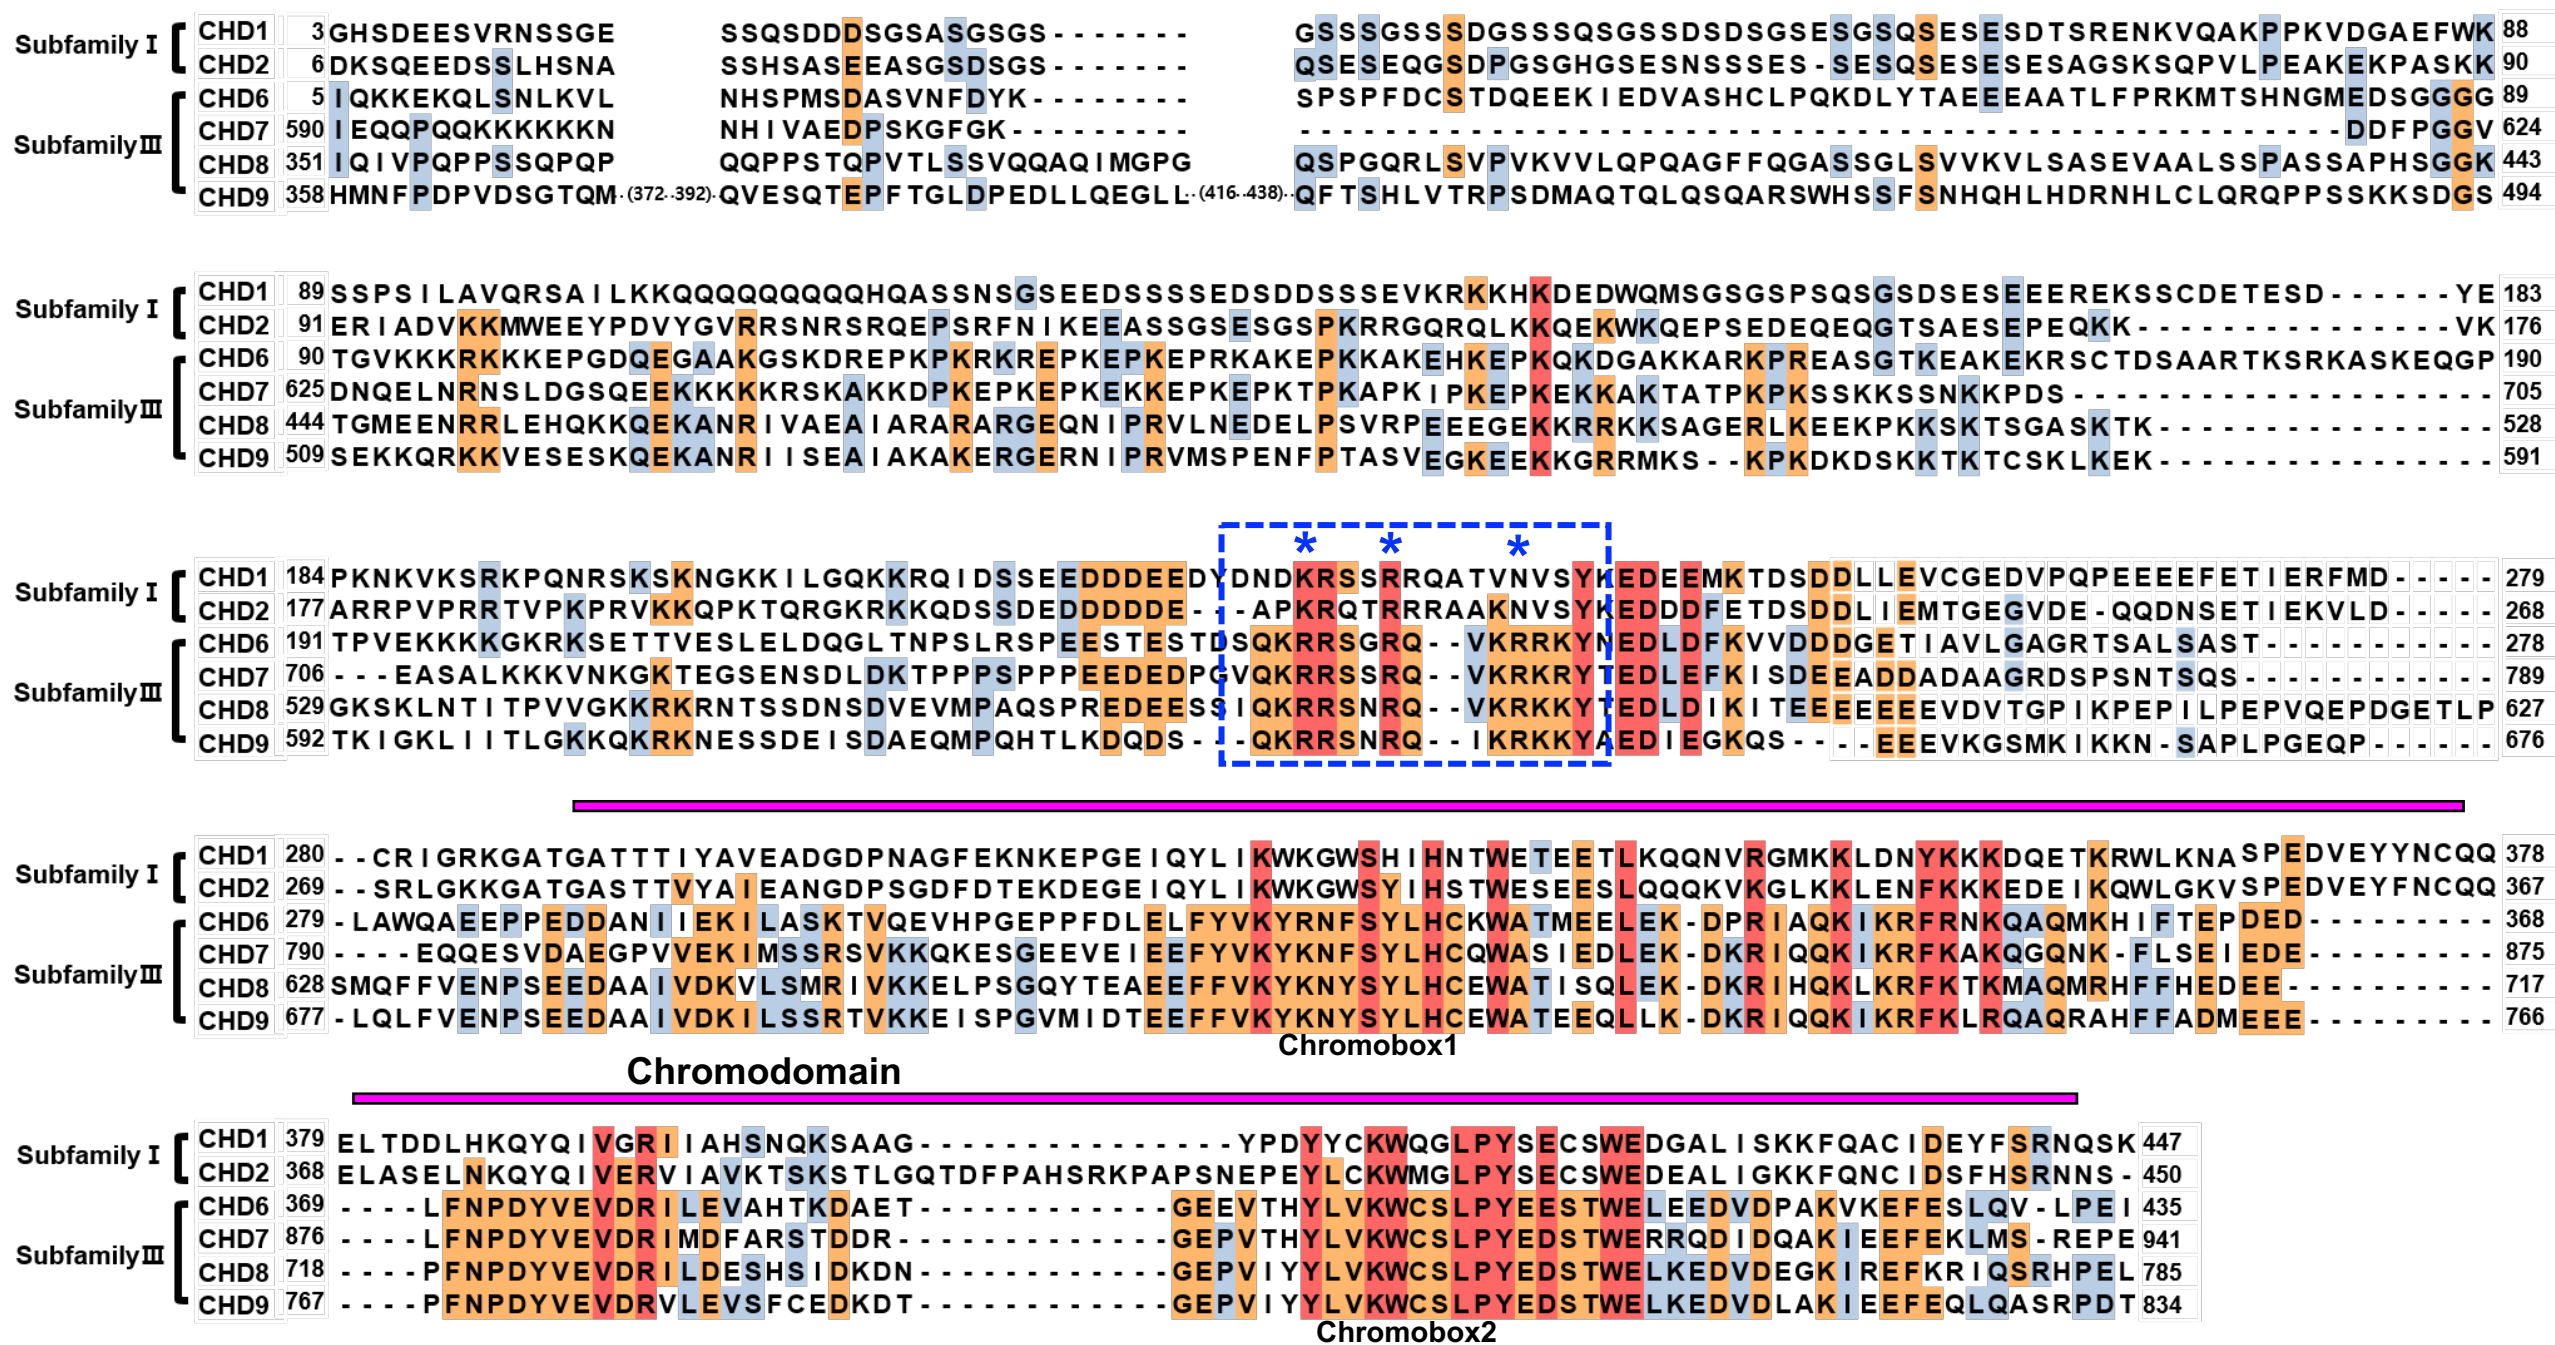 Subfamily I
Subfamily III
CHD1 3 GHSDEESVRNSSGE SSQSDDDSGSASGSGS------- GSSSGSSSSDGSSSQSGSSDSDSGSESGSQSESESDTSRENKVQAKPPKVDGAEFWK 88
CHD2 6 DKSQEEDSSLHSNA SSHSASEEASGSDSGS------- QSESEQGSDPGSGHGSESNSSSES-SESQSESESESAGSKSQPVLPEAKEKPASKK 90
CHD6 5 IQKKEKQLSNLKVL NHSPMSDASVNFDYK-------- SPSPFDCSTDQEEKIEDVASHCLPQKDLYTAEEEEAATLFPRKMTSHNGMEDSGGGG 89
CHD7 590 IEQQPQQKKKKKKN NHIVAEDPSKGFGK--------- -------------------------------------------------DDFPGGV 624
CHD8 351 IQIVPQPPSSQPQP QQPPSTQPVTLSSVQQAQIMGPG QSPGQRLSVPVKVVLQPQAGFFQGASSGLSVVKVLSASEVAALSSPASSAPHSGGK 443
CHD9 358 HMNFPDPVDSGTQM··(372··392)··QVESQTEPFTGLDPEDLLQEGLL··(416··438)··QFTSHLVTRPSDMAQTQLQSQARSWHSSFSNHQHLHDRNHLCLQRQPPSSKKSDGS 494
Subfamily I
Subfamily III
CHD1 89 SSPSILAVQRSAILKKQQQQQQQQQHQASSNSGSEEDSSSSEDSDDSSSEVKRKKHKDEDWQMSGSGSPSQSGSDSESEEEREKSSCDETESD------YE 183
CHD2 91 ERIADVKKMWEEYPDVYGVRRSNRSRQEPSRFNIKEEASSGSESGSPKRRGQRQLKKQEKWKQEPSEDEQEQGTSAESEPEQKK---------------VK 176
CHD6 90 TGVKKKRKKKEPGDQEGAAKGSKDREPKPKRKREPKEPKEPRKAKEPKKAKEHKEPKQKDGAKKARKPREASGTKEAKEKRSCTDSAARTKSRKASKEQGP 190
CHD7 625 DNQELNRNSLDGSQEEKKKKKRSKAKKDPKEPKEPKEKKEPKEPKTPKAPKIPKEPKEKKAKTATPKPKSSKKSSNKKPDS-------------------- 705
CHD8 444 TGMEENRRLEHQKKQEKANRIVAEAIARARARGEQNIPRVLNEDELPSVRPEEEGEKKRRKKSAGERLKEEKPKKSKTSGASKTK---------------- 528
CHD9 509 SEKKQRKKVESESKQEKANRIISEAIAKAKERGERNIPRVMSPENFPTASVEGKEEKKGRRMKS--KPKDKDSKKTKTCSKLKEK---------------- 591
Subfamily I
Subfamily III
* * *
CHD1 184 PKNKVKSRKPQNRSKSKNGKKILGQKKRQIDSSEEDDDEEDYDNDKRSSRRQATVNVSYKEDEEMKTDSDDLLEVCGEDVPQPEEEEFETIERFMD----- 279
CHD2 177 ARRPVPRRTVPKPRVKKQPKTQRGKRKKQDSSDEDDDDDE---APKRQTRRRAAKNVSYKEDDDFETDSDDLIEMTGEGVDE-QQDNSETIEKVLD----- 268
CHD6 191 TPVEKKKKGKRKSETTVESLELDQGLTNPSLRSPEESTESTDSQKRRSGRQ--VKRRKYNEDLDFKVVDDDGETIAVLGAGRTSALSAST----------- 278
CHD7 706 ---EASALKKKVNKGKTEGSENSDLDKTPPPSPPPEEDEDPGVQKRRSSRQ--VKRKRYTEDLEFKISDEEADDADAAGRDSPSNTSQS------------ 789
CHD8 529 GKSKLNTITPVVGKKRKRNTSSDNSDVEVMPAQSPREDEESSIQKRRSNRQ--VKRKKYTEDLDIKITEEEEEEEVDVTGPIKPEPILPEPVQEPDGETLP 627
CHD9 592 TKIGKLIITLGKKQKRKNESSDEISDAEQMPQHTLKDQDS---QKRRSNRQ--IKRKKYAEDIEGKQS----EEEVKGSMKIKKN-SAPLPGEQP------ 676
Subfamily I
Subfamily III
CHD1 280 --CRIGRKGATGATTTIYAVEADGDPNAGFEKNKEPGEIQYLIKWKGWSHIHNTWETEETLKQQNVRGMKKLDNYKKKDQETKRWLKNASPEDVEYYNCQQ 378
CHD2 269 --SRLGKKGATGASTTVYAIEANGDPSGDFDTEKDEGEIQYLIKWKGWSYIHSTWESEESLQQQKVKGLKKLENFKKKEDEIKQWLGKVSPEDVEYFNCQQ 367
CHD6 279 -LAWQAEEPPEDDANIIEKILASKTVQEVHPGEPPFDLELFYVKYRNFSYLHCKWATMEELEK-DPRIAQKIKRFRNKQAQMKHIFTEPDED--------- 368
CHD7 790 ----EQQESVDAEGPVVEKIMSSRSVKKQKESGEEVEIEEFYVKYKNFSYLHCQWASIEDLEK-DKRIQQKIKRFKAKQGQNK-FLSEIEDE--------- 875
CHD8 628 SMQFFVENPSEEDAAIVDKVLSMRIVKKELPSGQYTEAEEFFVKYKNYSYLHCEWATISQLEK-DKRIHQKLKRFKTKMAQMRHFFHEDEE---------- 717
CHD9 677 -LQLFVENPSEEDAAIVDKILSSRTVKKEISPGVMIDTEEFFVKYKNYSYLHCEWATEEQLLK-DKRIQQKIKRFKLRQAQRAHFFADMEEE--------- 766
Chromobox1
Chromodomain
Subfamily I
Subfamily III
CHD1 379 ELTDDLHKQYQIVGRIIAHSNQKSAAG---------------YPDYYCKWQGLPYSECSWEDGALISKKFQACIDEYFSRNQSK 447
CHD2 368 ELASELNKQYQIVERVIAVKTSKSTLGQTDFPAHSRKPAPSNEPEYLCKWMGLPYSECSWEDEALIGKKFQNCIDSFHSRNNS- 450
CHD6 369 ----LFNPDYVEVDRILEVAHTKDAET------------GEEVTHYLVKWCSLPYEESTWELEEDVDPAKVKEFESLQV-LPEI 435
CHD7 876 ----LFNPDYVEVDRIMDFARSTDDR-------------GEPVTHYLVKWCSLPYEDSTWERRQDIDQAKIEEFEKLMS-REPE 941
CHD8 718 ----PFNPDYVEVDRILDESHSIDKDN------------GEPVIYYLVKWCSLPYEDSTWELKEDVDEGKIREFKRIQSRHPEL 785
CHD9 767 ----PFNPDYVEVDRVLEVSFCEDKDT------------GEPVIYYLVKWCSLPYEDSTWELKEDVDLAKIEEFEQLQASRPDT 834
Chromobox2